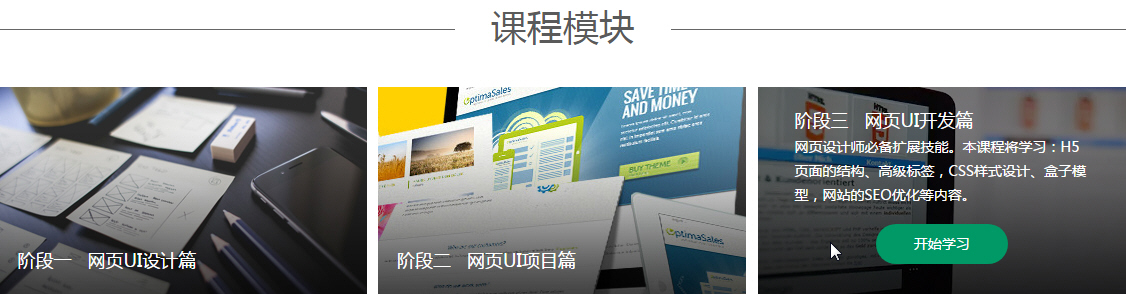 课程模块
阶段一 网页UI设计篇
OptimaSales
SAVE TIME
AND MONEY
BUY THEME
OptimaSales
阶段二 网页UI项目篇
阶段三 网页UI开发篇
网页设计师必备扩展技能。本课程将学习：H5
页面的结构、高级标签，CSS样式设计、盒子模
型，网站的SEO优化等内容。
开始学习